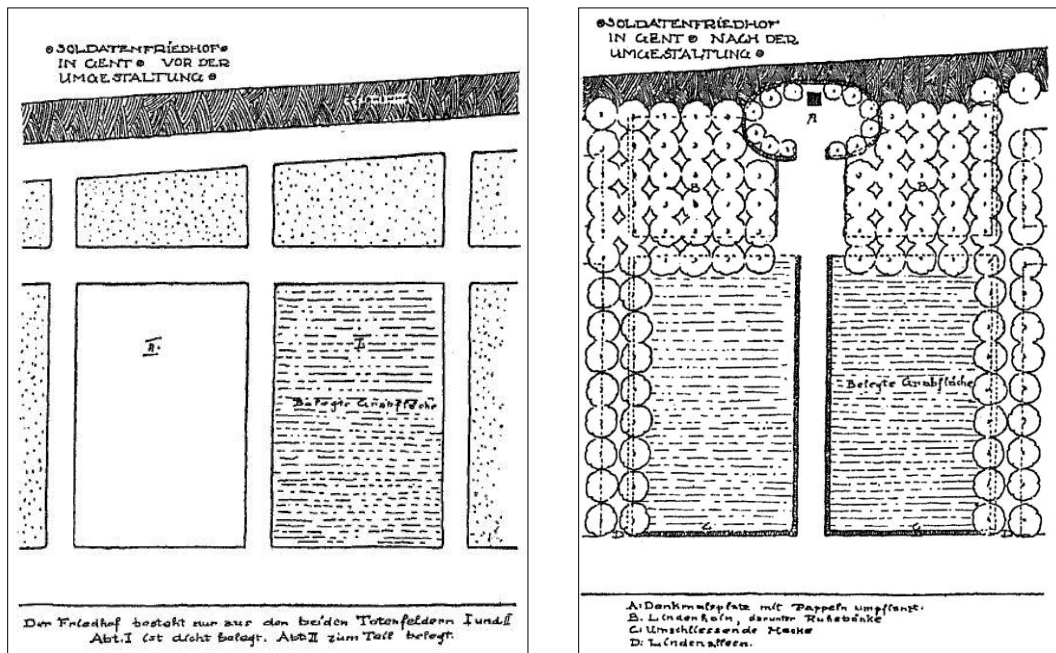 SOLDATENFRIEDHOF
IN GENT VOR DER
UMGESTALTUNG
II.
I.
Belegte Grabfläche
Der Friedhof besteht nur aus den beiden Totenfeldern I und II
Abt. I ist dicht belegt. Abt. II zum Teil belegt.
SOLDATENFRIEDHOF
IN GENT NACH DER
UMGESTALTUNG
A
B
B
Belegte Grabfläche
D
C
C
D
A: Denkmalsplatz mit Pappeln umpflanzt.
B. Lindenhain, darunter Ruhebänke
C: Umschliessende Hecke
D: Lindenalleen.